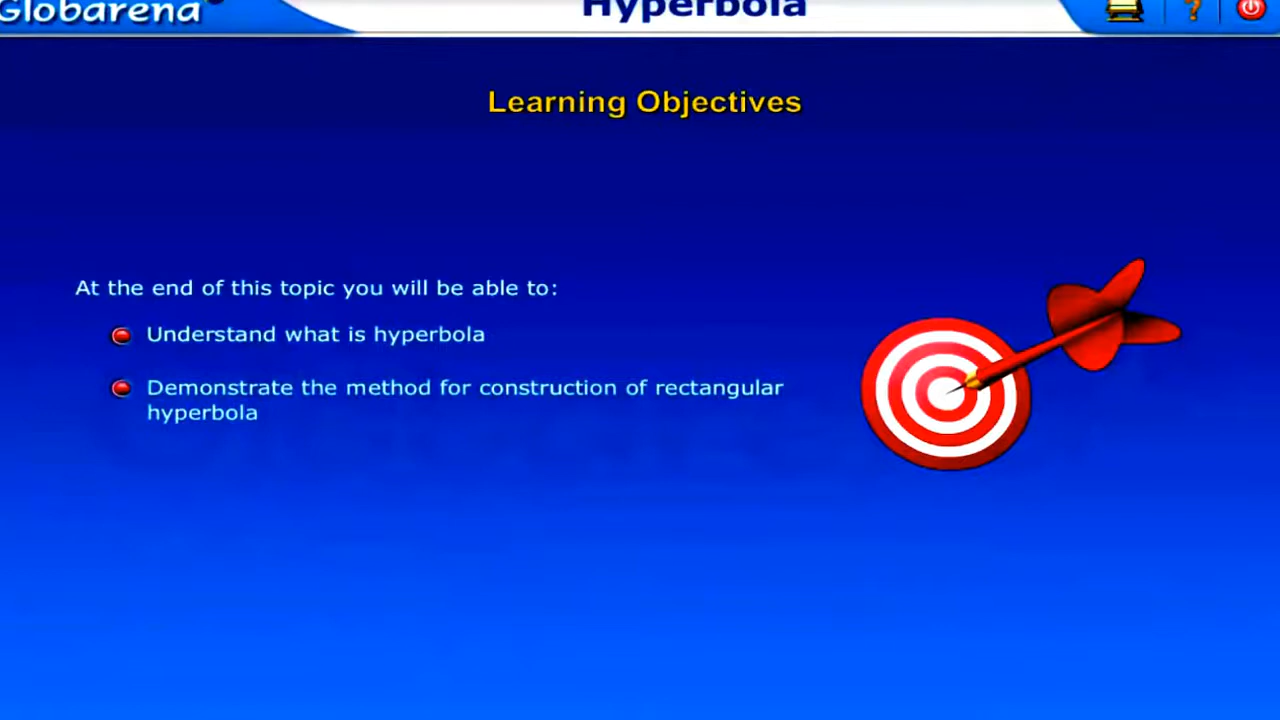 Globarena
Hyperbola
?
Learning Objectives
At the end of this topic you will be able to:
Understand what is hyperbola
Demonstrate the method for construction of rectangular
hyperbola